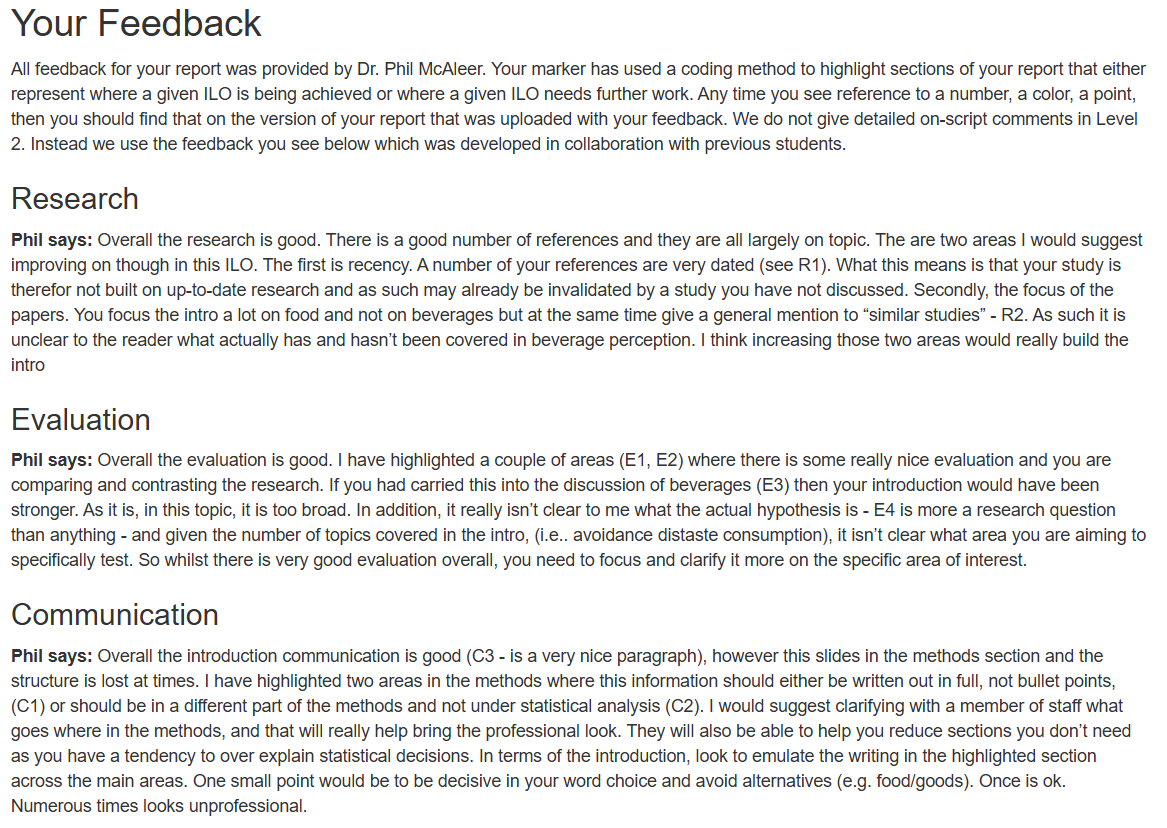 Your Feedback
All feedback for your report was provided by Dr. Phil McAleer. Your marker has used a coding method to highlight sections of your report that either
represent where a given ILO is being achieved or where a given ILO needs further work. Any time you see reference to a number, a color, a point,
then you should find that on the version of your report that was uploaded with your feedback. We do not give detailed on-script comments in Level
2. Instead we use the feedback you see below which was developed in collaboration with previous students.
Research
Phil says: Overall the research is good. There is a good number of references and they are all largely on topic. The are two areas I would suggest
improving on though in this ILO. The first is recency. A number of your references are very dated (see R1). What this means is that your study is
therefor not built on up-to-date research and as such may already be invalidated by a study you have not discussed. Secondly, the focus of the
papers. You focus the intro a lot on food and not on beverages but at the same time give a general mention to “similar studies” - R2. As such it is
unclear to the reader what actually has and hasn’t been covered in beverage perception. I think increasing those two areas would really build the
intro
Evaluation
Phil says: Overall the evaluation is good. I have highlighted a couple of areas (E1, E2) where there is some really nice evaluation and you are
comparing and contrasting the research. If you had carried this into the discussion of beverages (E3) then your introduction would have been
stronger. As it is, in this topic, it is too broad. In addition, it really isn’t clear to me what the actual hypothesis is - E4 is more a research question
than anything - and given the number of topics covered in the intro, (i.e.. avoidance distaste consumption), it isn’t clear what area you are aiming to
specifically test. So whilst there is very good evaluation overall, you need to focus and clarify it more on the specific area of interest.
Communication
Phil says: Overall the introduction communication is good (C3 - is a very nice paragraph), however this slides in the methods section and the
structure is lost at times. I have highlighted two areas in the methods where this information should either be written out in full, not bullet points,
(C1) or should be in a different part of the methods and not under statistical analysis (C2). I would suggest clarifying with a member of staff what
goes where in the methods, and that will really help bring the professional look. They will also be able to help you reduce sections you don’t need
as you have a tendency to over explain statistical decisions. In terms of the introduction, look to emulate the writing in the highlighted section
across the main areas. One small point would be to be decisive in your word choice and avoid alternatives (e.g. food/goods). Once is ok.
Numerous times looks unprofessional.